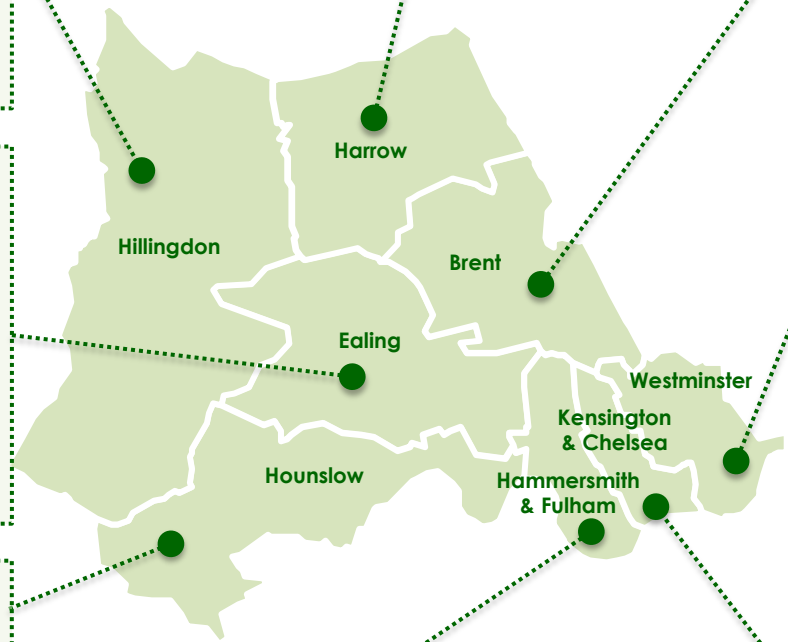 Harrow
Hillingdon
Brent
Ealing
Westminster
Kensington
& Chelsea
Hounslow
Hammersmith
& Fulham